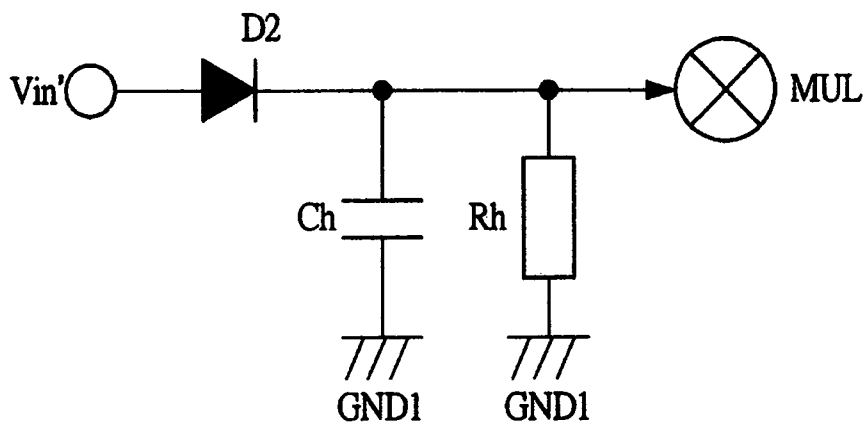 D2
Vin'
MUL
Ch
Rh
GND1
GND1